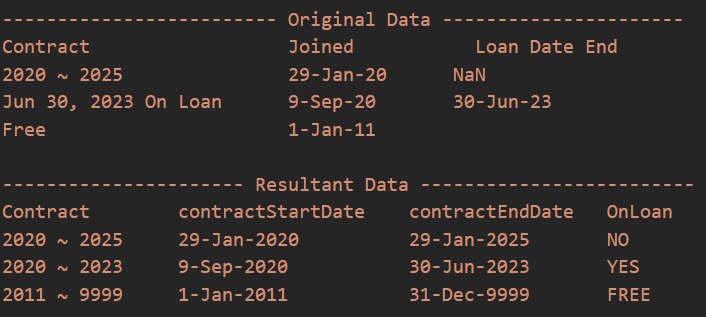 ------------------------- Original Data ----------------------
Contract Joined Loan Date End
2020 ~ 2025 29-Jan-20 NaN
Jun 30, 2023 On Loan 9-Sep-20 30-Jun-23
Free 1-Jan-11
---------------------- Resultant Data -------------------------
Contract contractStartDate contractEndDate OnLoan
2020 ~ 2025 29-Jan-2020 29-Jan-2025 NO
2020 ~ 2023 9-Sep-2020 30-Jun-2023 YES
2011 ~ 9999 1-Jan-2011 31-Dec-9999 FREE